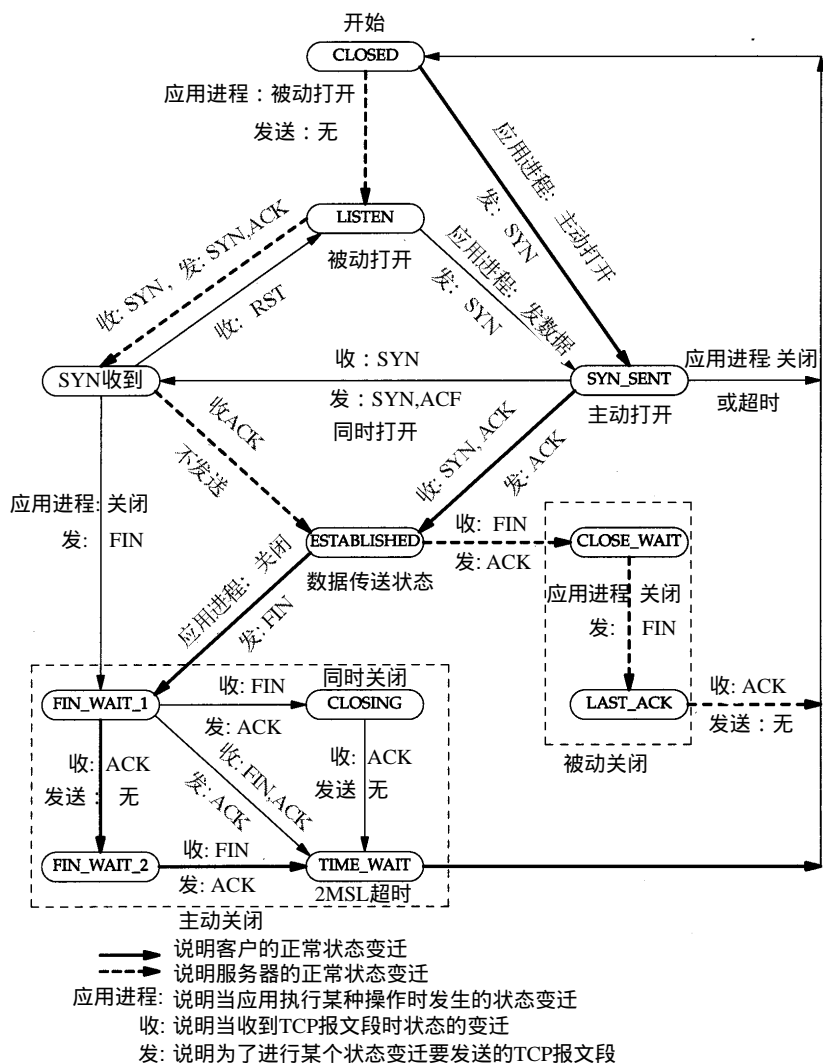 开始
CLOSED
应用进程：被动打开
发送：无
应用进程: 主动打开
发: SYN
LISTEN
被动打开
收: SYN, 发: SYN,ACK
收: RST
应用进程: 发数据
发: SYN
SYN收到
收：SYN
发：SYN,ACF
同时打开
SYN_SENT
主动打开
应用进程: 关闭
或超时
收ACK
不发送
收: SYN, ACK
发: ACK
应用进程: 关闭
发: FIN
ESTABLISHED
数据传送状态
收: FIN
发: ACK
CLOSE_WAIT
应用进程 关闭
发: FIN
应用进程: 关闭
发: FIN
LAST_ACK
收: ACK
发送：无
被动关闭
FIN_WAIT_1
收: FIN
发: ACK
同时关闭
CLOSING
收: ACK
发送： 无
收: FIN,ACK
发: ACK
收: ACK
发送 无
FIN_WAIT_2
收: FIN
发: ACK
TIME_WAIT
2MSL超时
主动关闭
说明客户的正常状态变迁
说明服务器的正常状态变迁
应用进程: 说明当应用执行某种操作时发生的状态变迁
收: 说明当收到TCP报文段时状态的变迁
发: 说明为了进行某个状态变迁要发送的TCP报文段